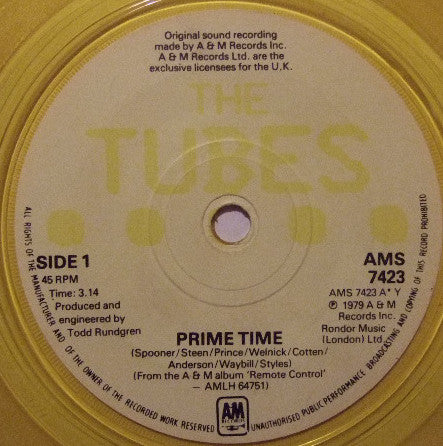 Original sound recording
made by A & M Records Inc.
A & M Records Ltd. are the
exclusive licensees for the U.K.
THE
TUBES
SIDE 1
45 RPM
Time: 3.14
Produced and
engineered by
Todd Rundgren
AMS
7423
AMS 7423 A* Y
℗ 1979 A & M
Records Inc.
Rondor Music
(London) Ltd.
PRIME TIME
(Spooner/Steen/Prince/Welnick/Cotten/
Anderson/Waybill/Styles)
(From the A & M album 'Remote Control'
– AMLH 64751)
AM
RECORDS
ALL RIGHTS OF THE MANUFACTURER AND OF THE OWNER OF THE RECORDED WORK RESERVED
UNAUTHORISED PUBLIC PERFORMANCE BROADCASTING AND COPYING OF THIS RECORD PROHIBITED